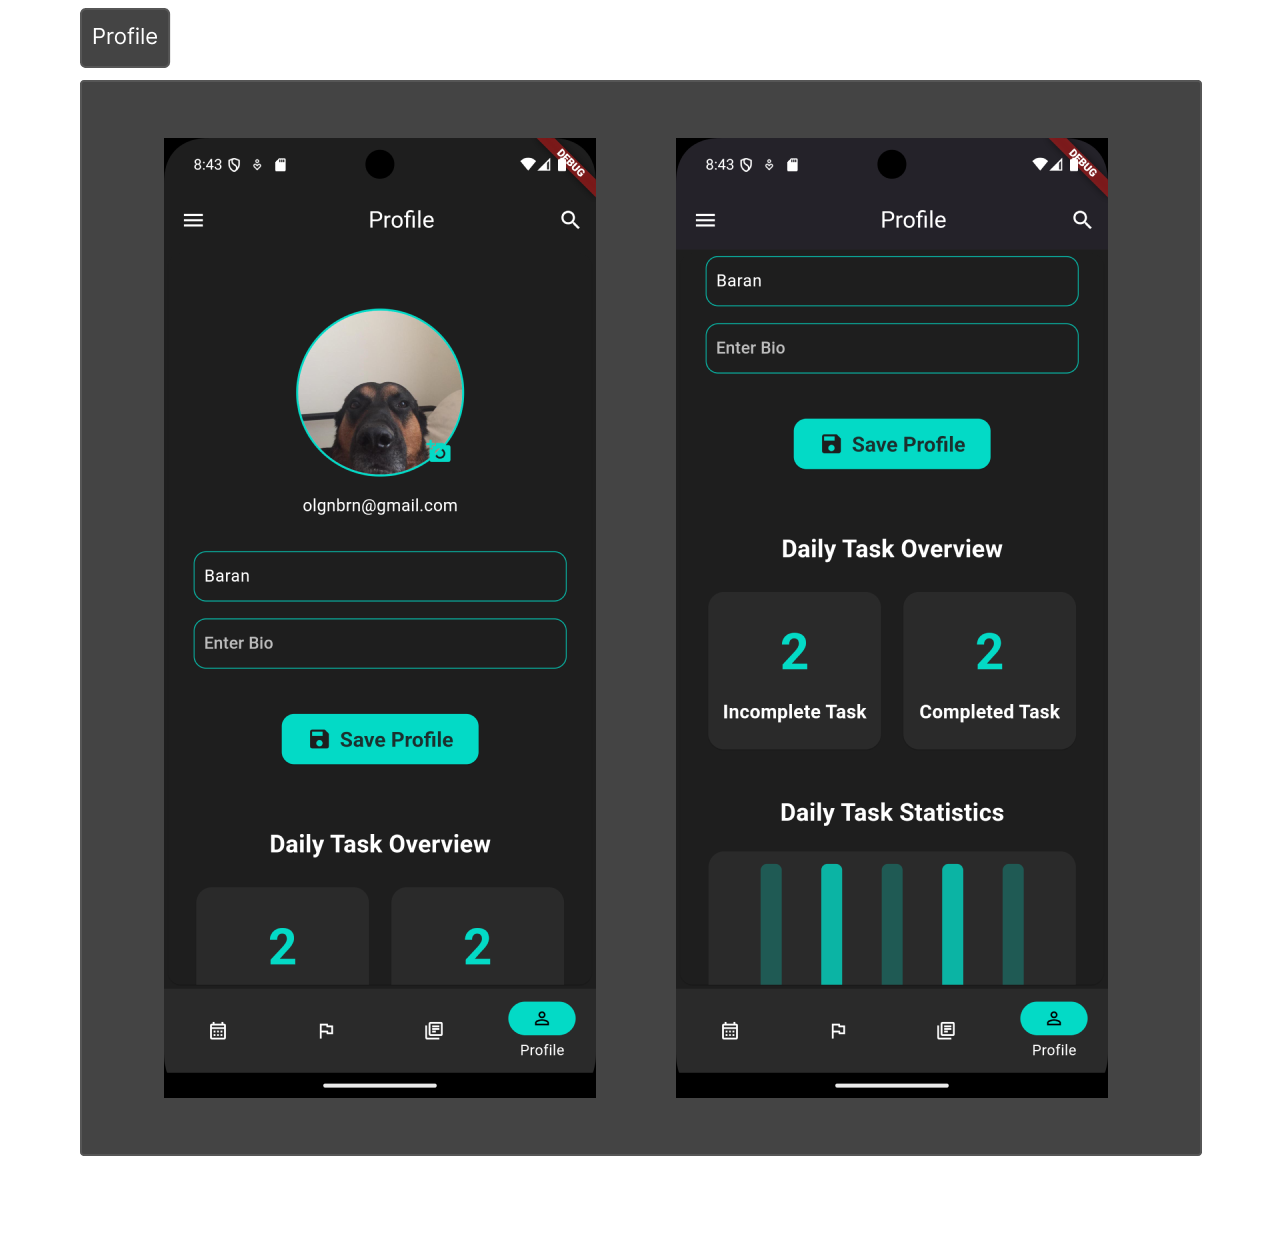 Profile
8:43
DEBUG
Profile
olgnbrn@gmail.com
Baran
Enter Bio
Save Profile
Daily Task Overview
2
2
Profile
8:43
DEBUG
Profile
Baran
Enter Bio
Save Profile
Daily Task Overview
2
2
Incomplete Task
Completed Task
Daily Task Statistics
Profile